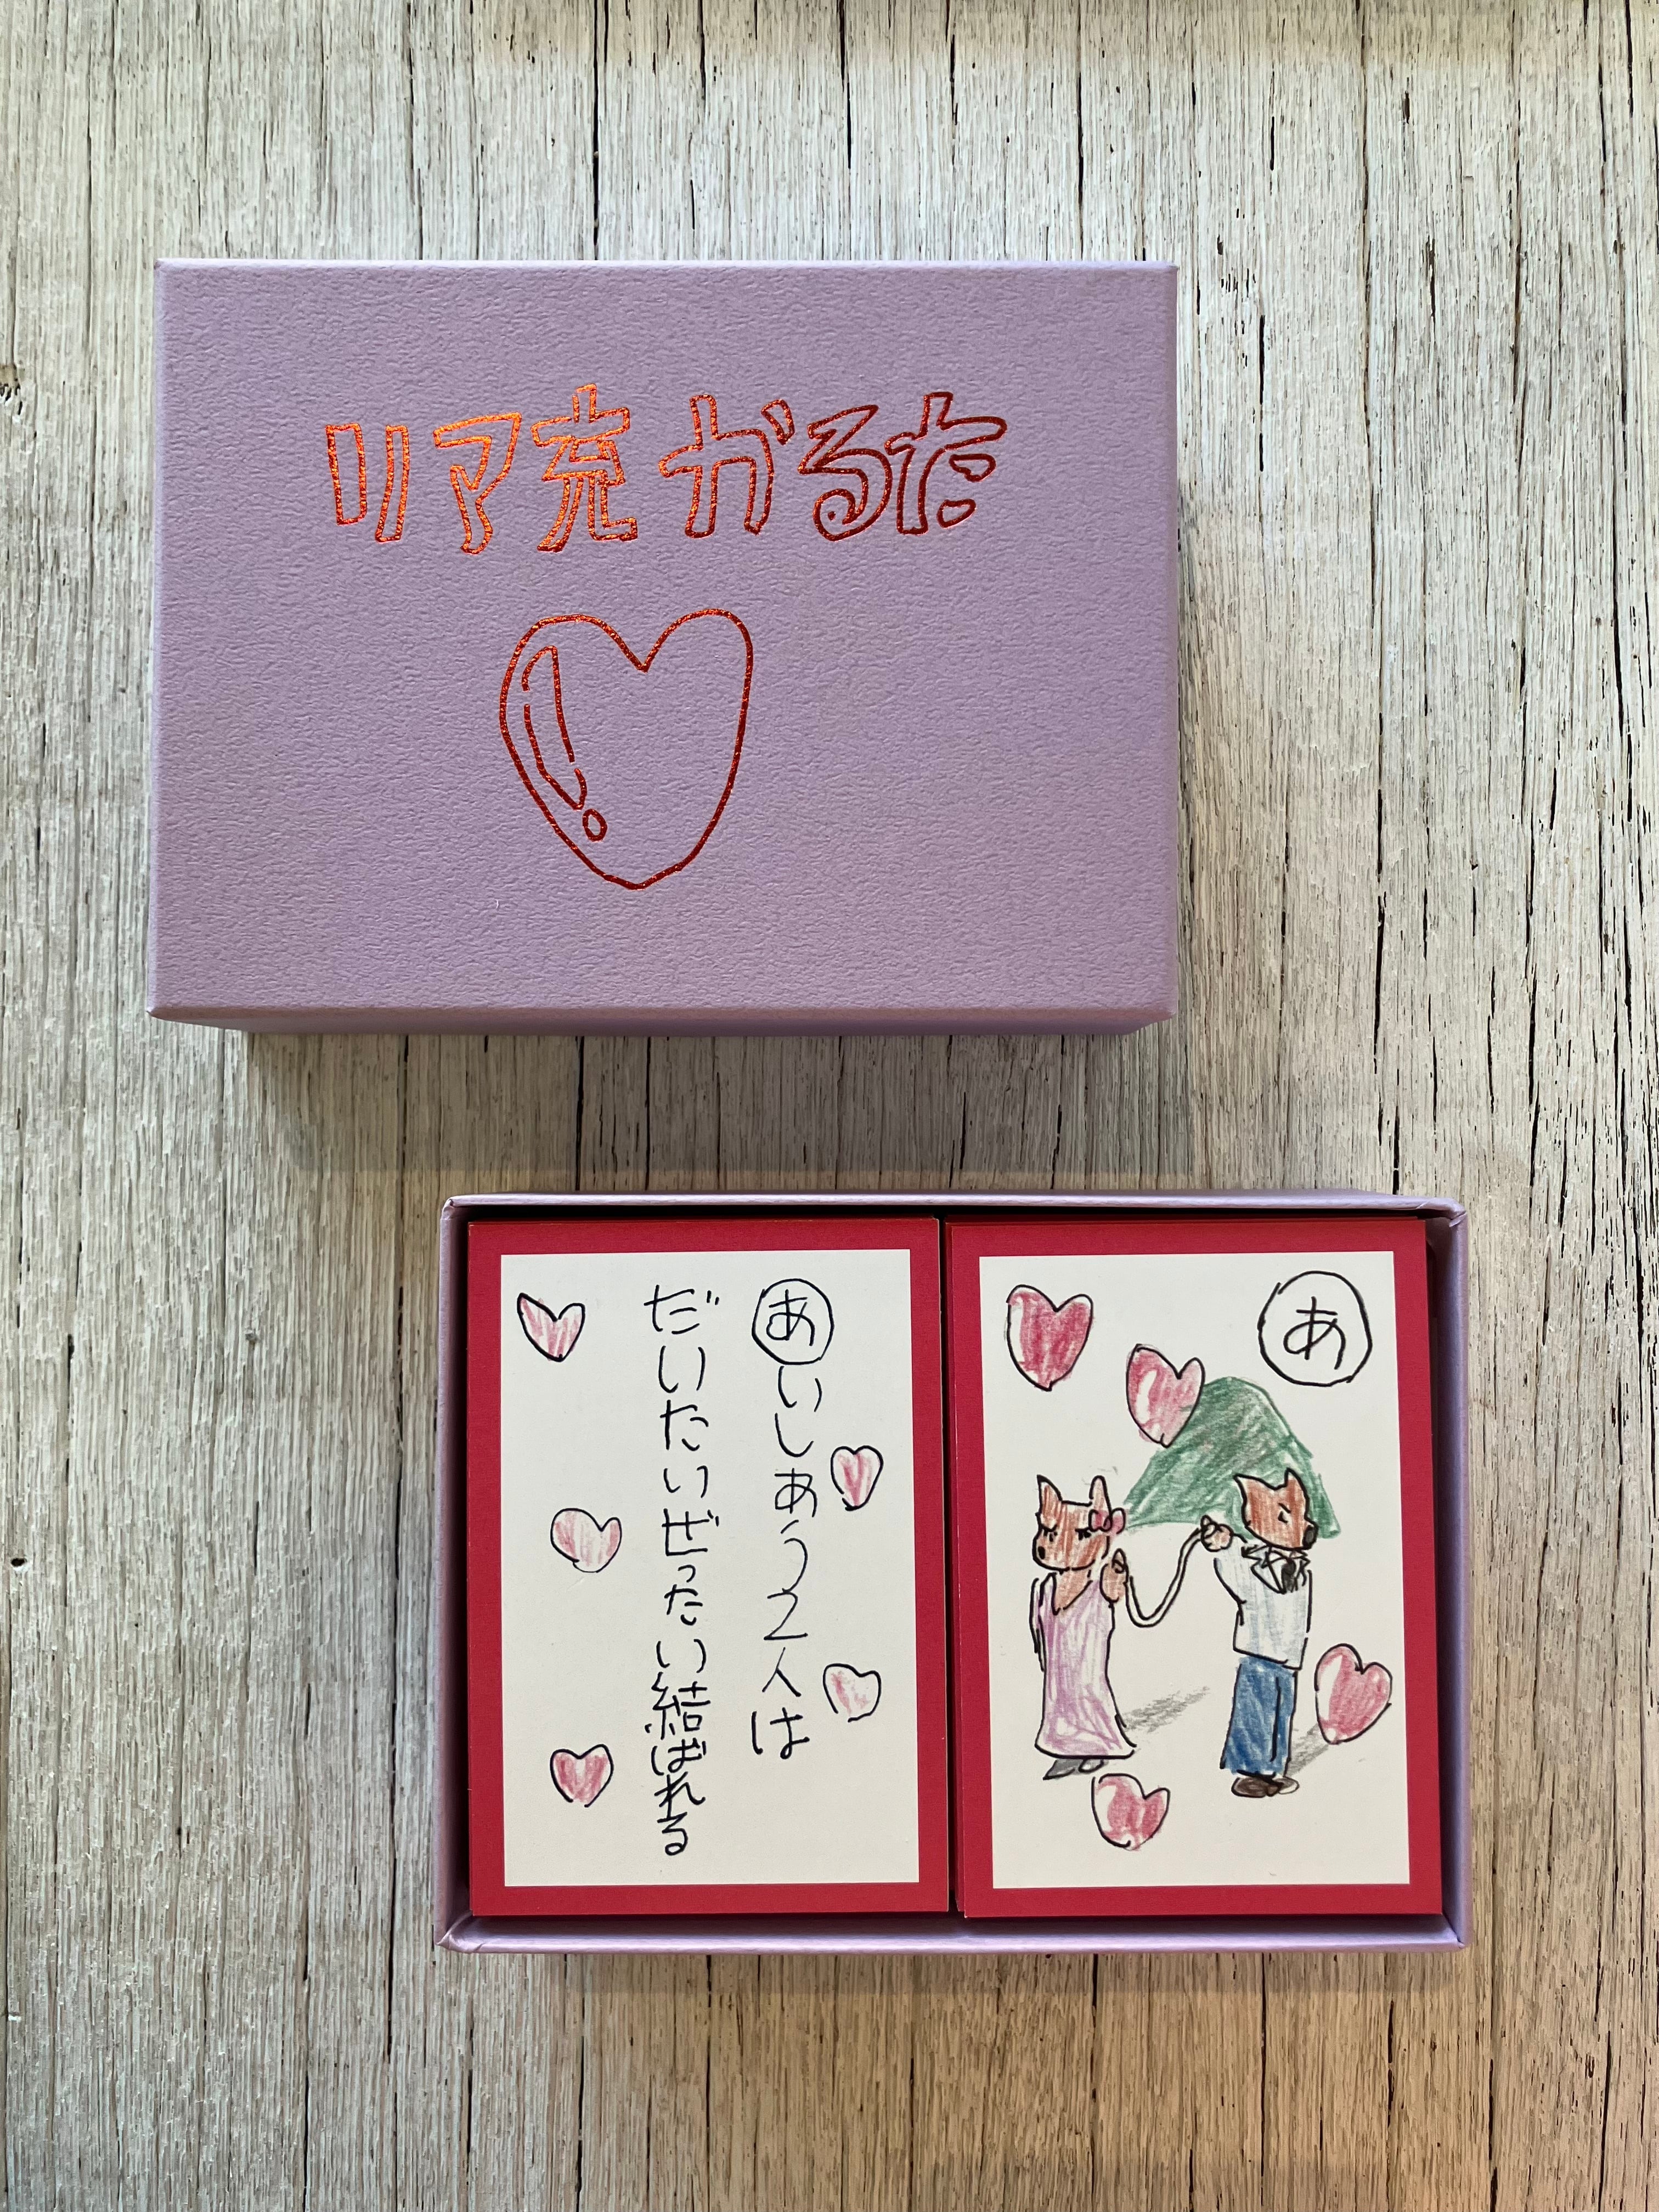 リア充かるた
あいしあう2人は
だいたいぜったい結ばれる
あ